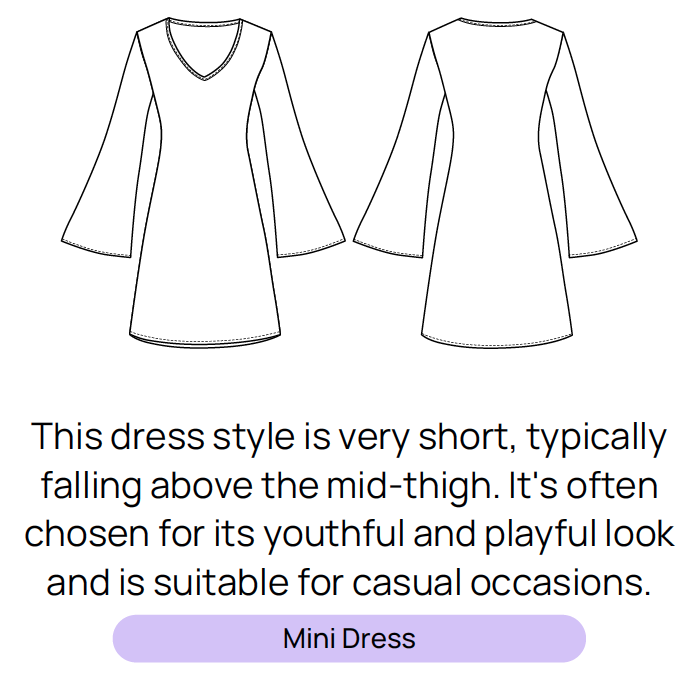 This dress style is very short, typically
falling above the mid-thigh. It's often
chosen for its youthful and playful look
and is suitable for casual occasions.
Mini Dress